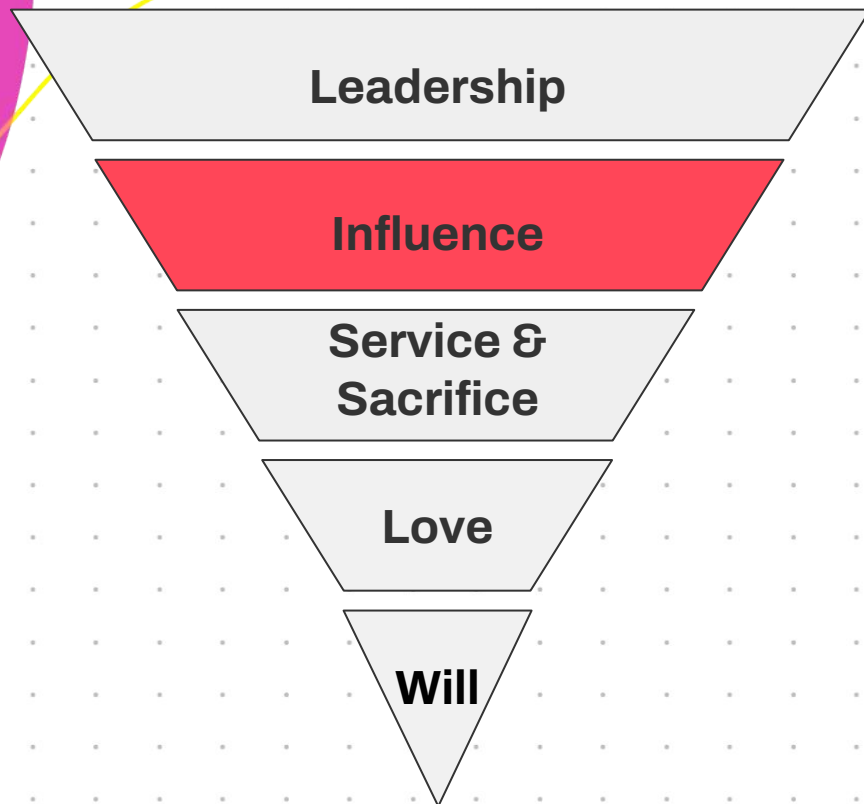 Leadership
Influence
Service &
Sacrifice
Love
Will